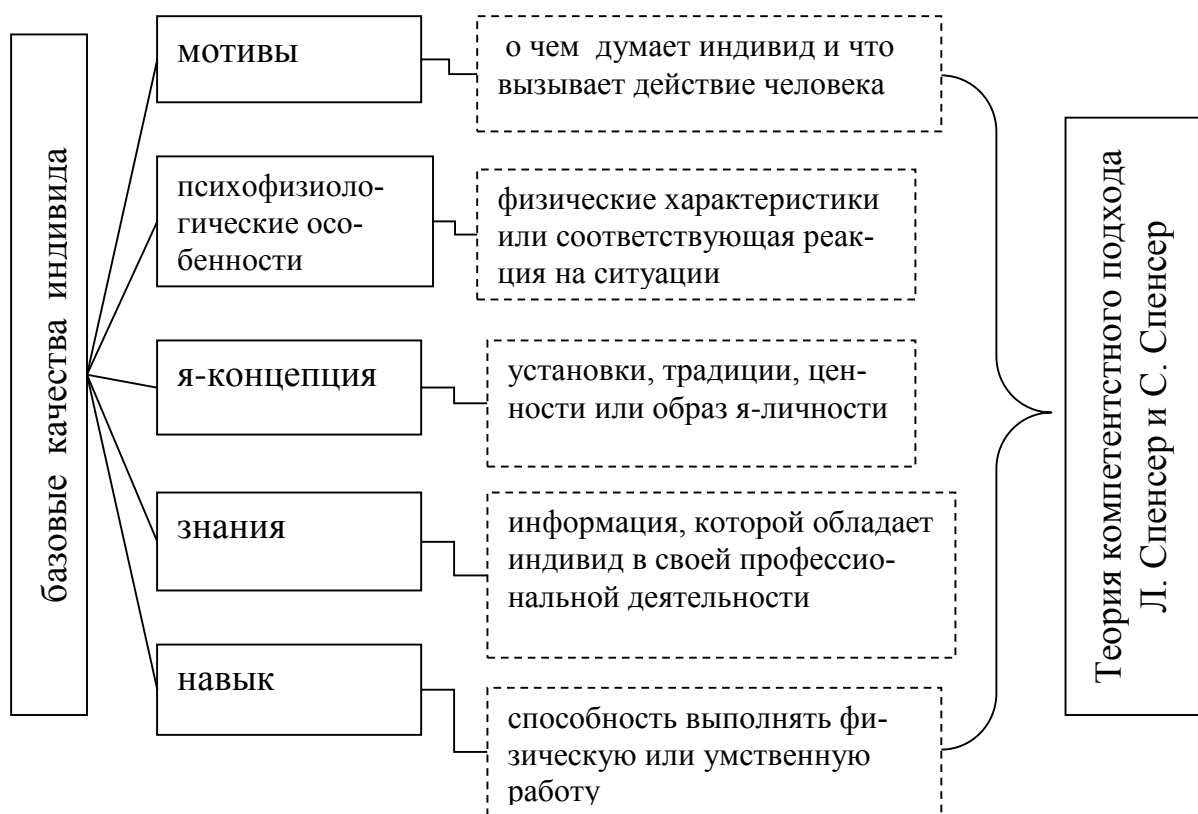 базовые качества индивида
мотивы
о чем думает индивид и что
вызывает действие человека
психофизиоло-
гические осо-
бенности
физические характеристики
или соответствующая реак-
ция на ситуации
я-концепция
установки, традиции, цен-
ности или образ я-личности
знания
информация, которой обладает
индивид в своей профессио-
нальной деятельности
навык
способность выполнять фи-
зическую или умственную
работу
Теория компетентстного подхода
Л. Спенсер и С. Спенсер